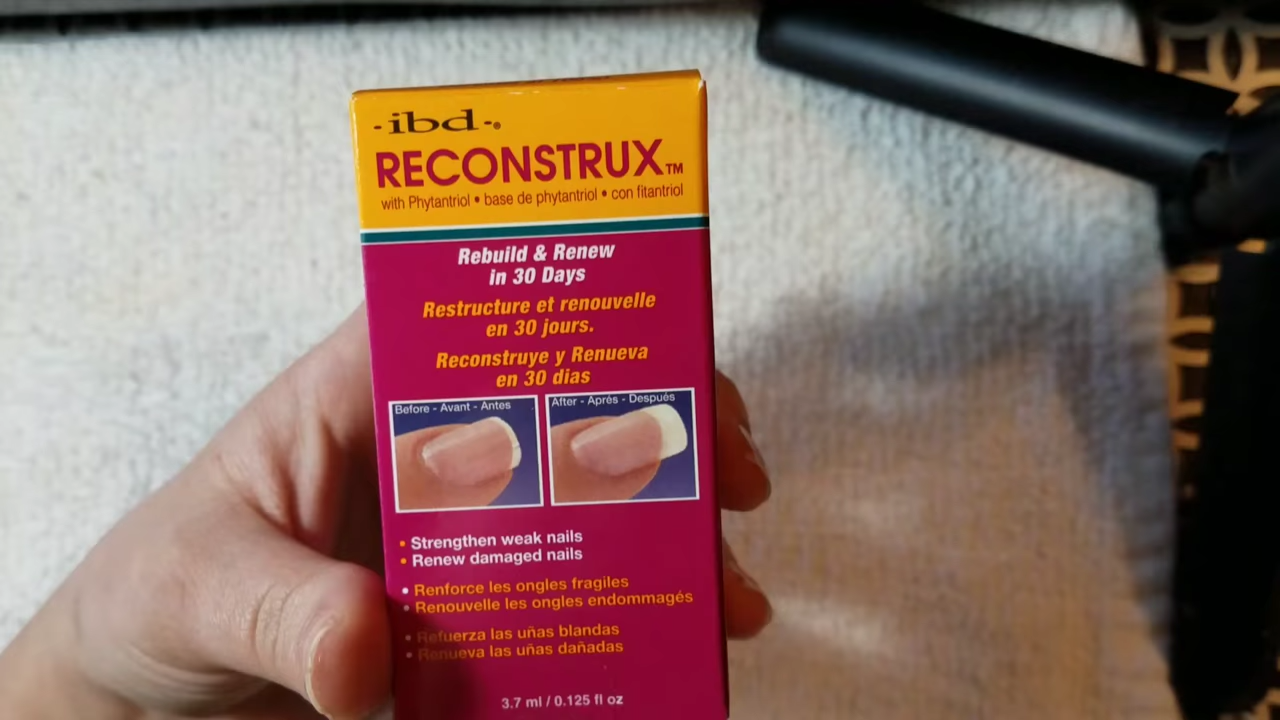 -ibd-®
RECONSTRUX™
with Phytantriol • base de phytantriol • con fitantriol
Rebuild & Renew
in 30 Days
Restructure et renouvelle
en 30 jours.
Reconstruye y Renueva
en 30 dias
Before - Avant - Antes
After - Aprés - Después
• Strengthen weak nails
• Renew damaged nails
• Renforce les ongles fragiles
• Renouvelle les ongles endommagés
• Refuerza las uñas blandas
• Renueva las uñas dañadas
3.7 ml / 0.125 fl oz